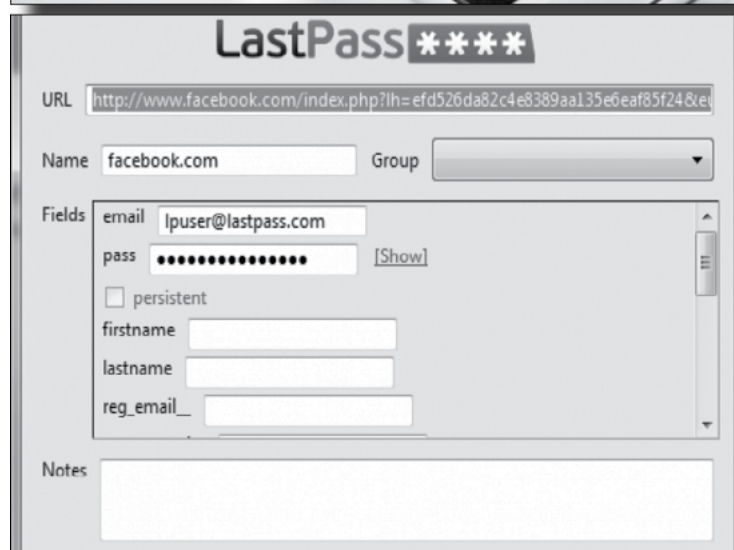 LastPass ****
URL http://www.facebook.com/index.php?lh=efd526da82c4e8389aa135e6eaf85f24&eu
Name facebook.com Group
Fields email lpuser@lastpass.com
pass ••••••••••••••• [Show]
persistent
firstname
lastname
reg_email__
Notes